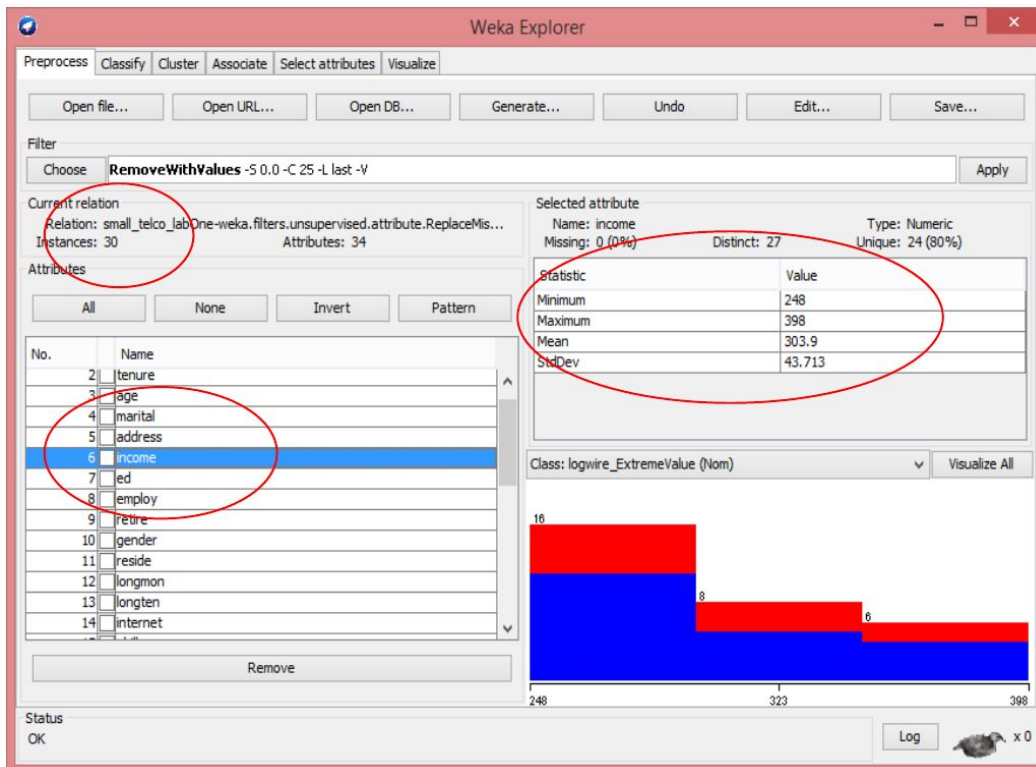 Weka Explorer
Preprocess Classify Cluster Associate Select attributes Visualize
Open file... Open URL... Open DB... Generate... Undo Edit... Save...
Filter
Choose RemoveWithValues -S 0.0 -C 25 -L last -V Apply
Current relation
Relation: small_telco_labOne-weka.filters.unsupervised.attribute.ReplaceMis...
Instances: 30 Attributes: 34
Attributes
All None Invert Pattern
No. Name
2 tenure
3 age
4 marital
5 address
6 income
7 ed
8 employ
9 retire
10 gender
11 reside
12 longmon
13 longten
14 internet
Remove
Selected attribute
Name: income Type: Numeric
Missing: 0 (0%) Distinct: 27 Unique: 24 (80%)
Statistic Value
Minimum 248
Maximum 398
Mean 303.9
StdDev 43.713
Class: logwire_ExtremeValue (Nom) Visualize All
16
8
6
248 323 398
Status
OK
Log x 0